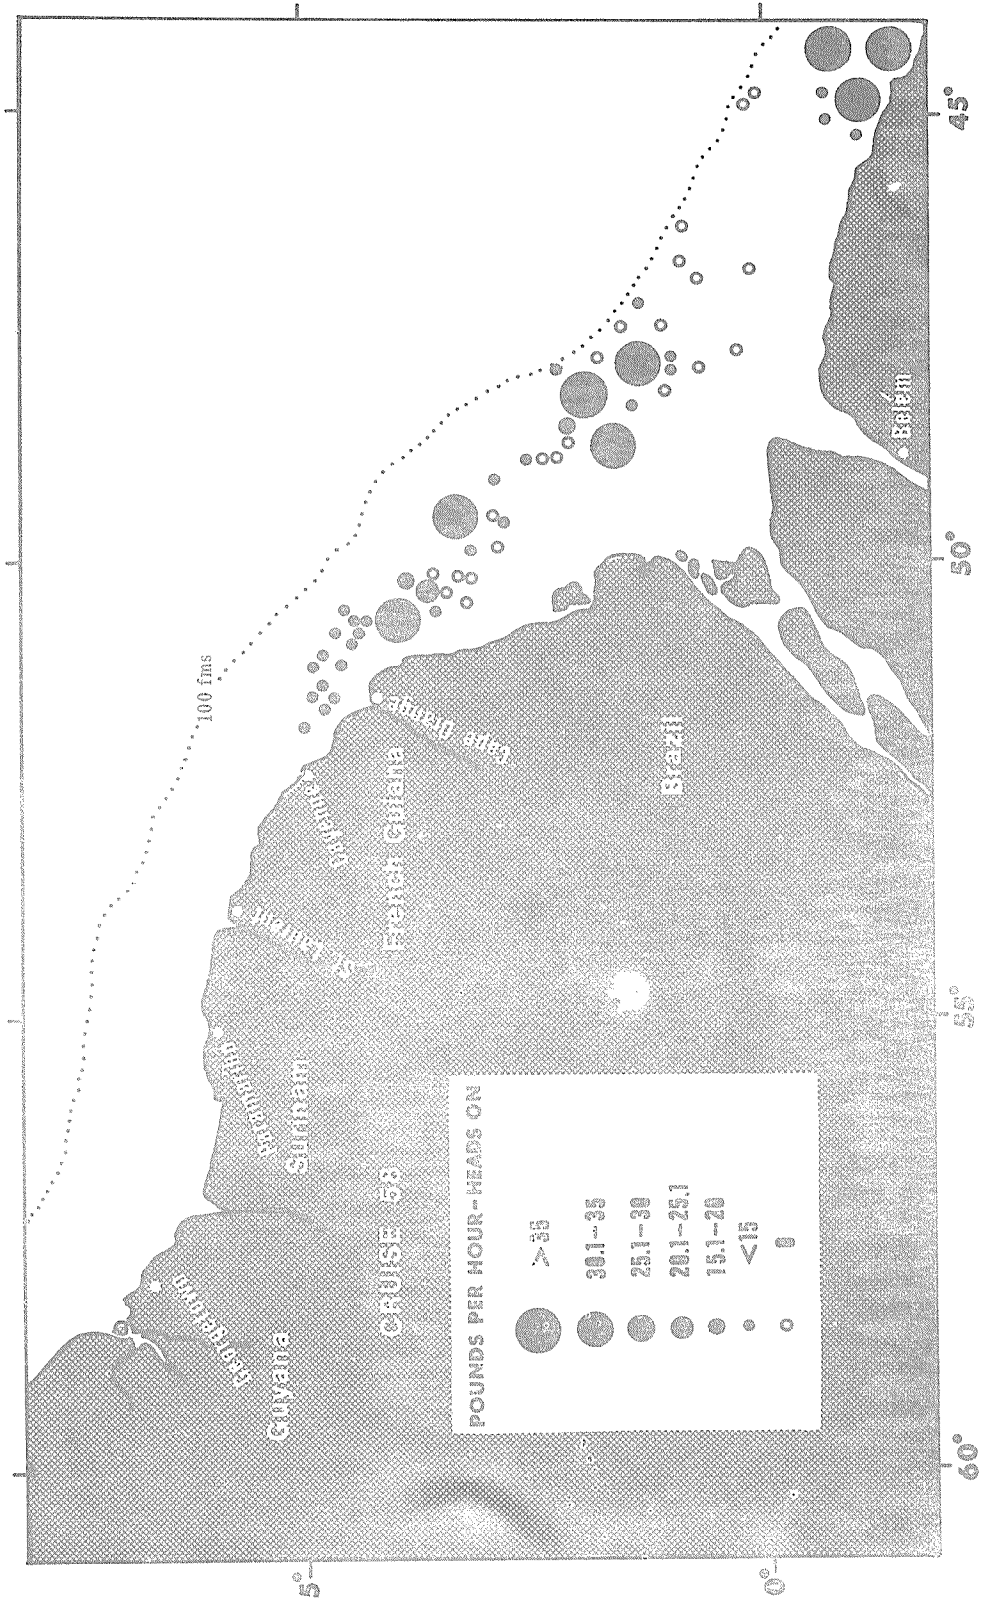 100 fms
Guyana
Georgetown
Surinam
Paramaribo
St. Laurent
French Guiana
Cayenne
Cape Orange
Brazil
Belém
CRUISE 53
POUNDS PER HOUR-HEADS ON
>35
30.1-35
25.1-30
20.1-25.1
15.1-20
<15
0
5°
0°
60°
55°
50°
45°